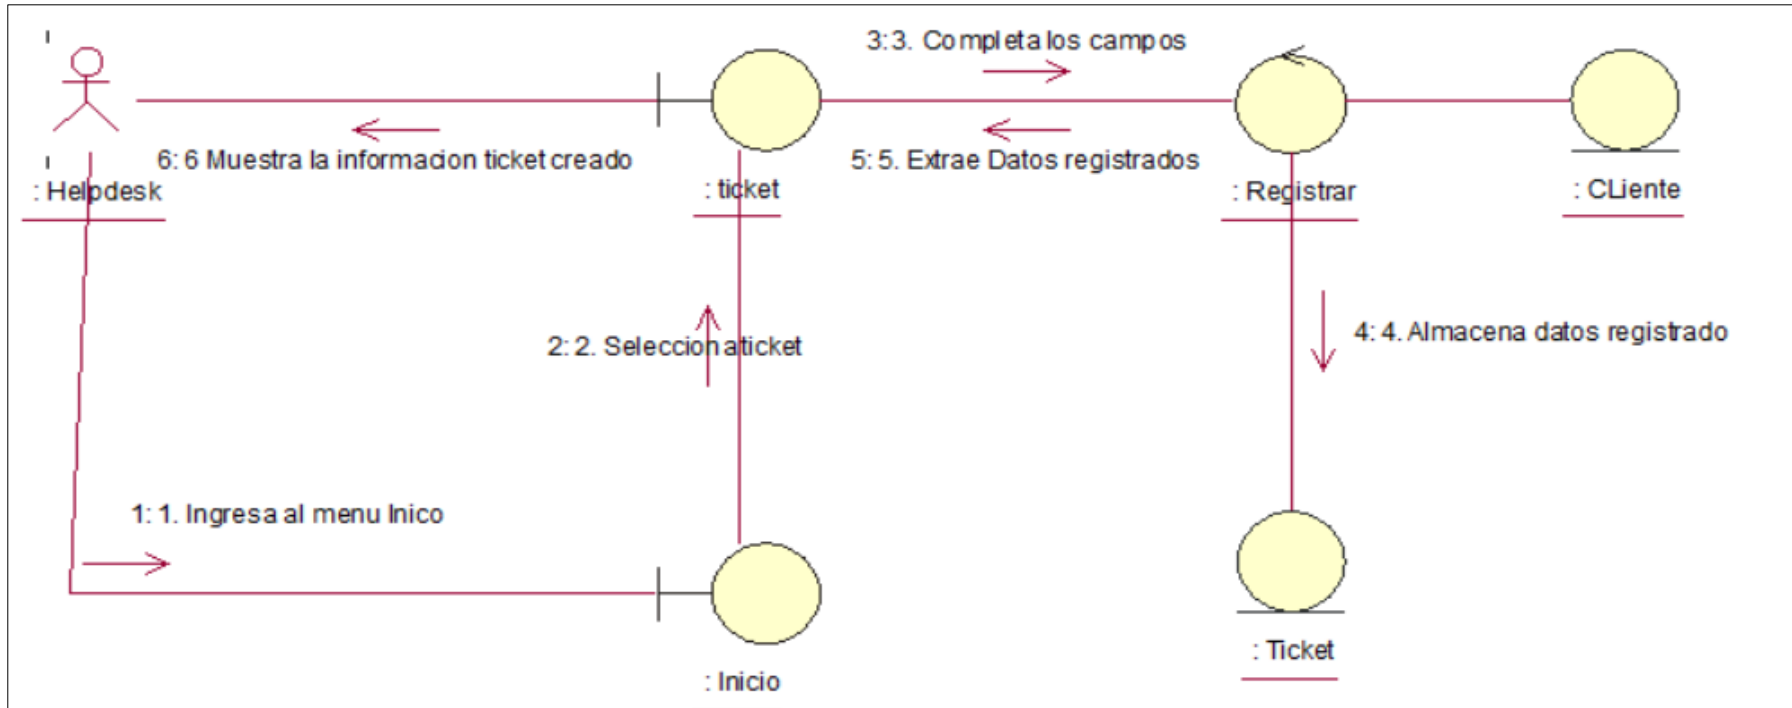 3: 3. Completa los campos
6: 6 Muestra la informacion ticket creado
5: 5. Extrae Datos registrados
: Helpdesk
: ticket
: Registrar
: CLiente
2: 2. Selecciona ticket
4: 4. Almacena datos registrado
1: 1. Ingresa al menu Inico
: Ticket
: Inicio